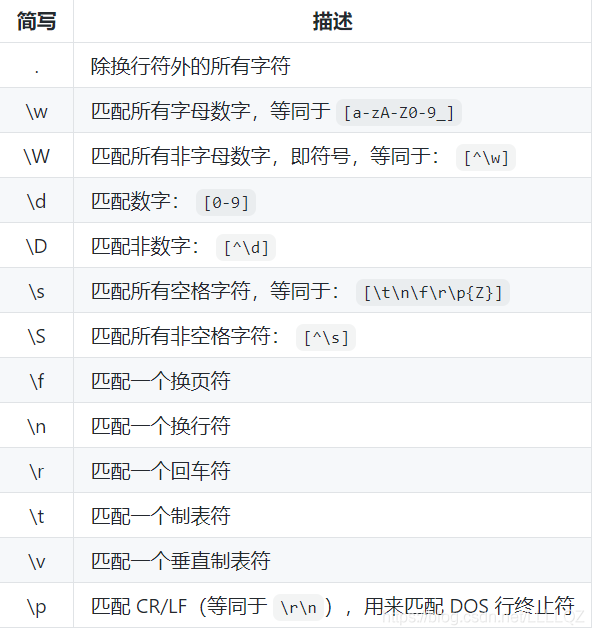 简写 描述
. 除换行符外的所有字符
\w 匹配所有字母数字，等同于 [a-zA-Z0-9_]
\W 匹配所有非字母数字，即符号，等同于： [^\w]
\d 匹配数字： [0-9]
\D 匹配非数字： [^\d]
\s 匹配所有空格字符，等同于： [\t\n\f\r\p{Z}]
\S 匹配所有非空格字符： [^\s]
\f 匹配一个换页符
\n 匹配一个换行符
\r 匹配一个回车符
\t 匹配一个制表符
\v 匹配一个垂直制表符
\p 匹配 CR/LF（等同于 \r\n ），用来匹配 DOS 行终止符